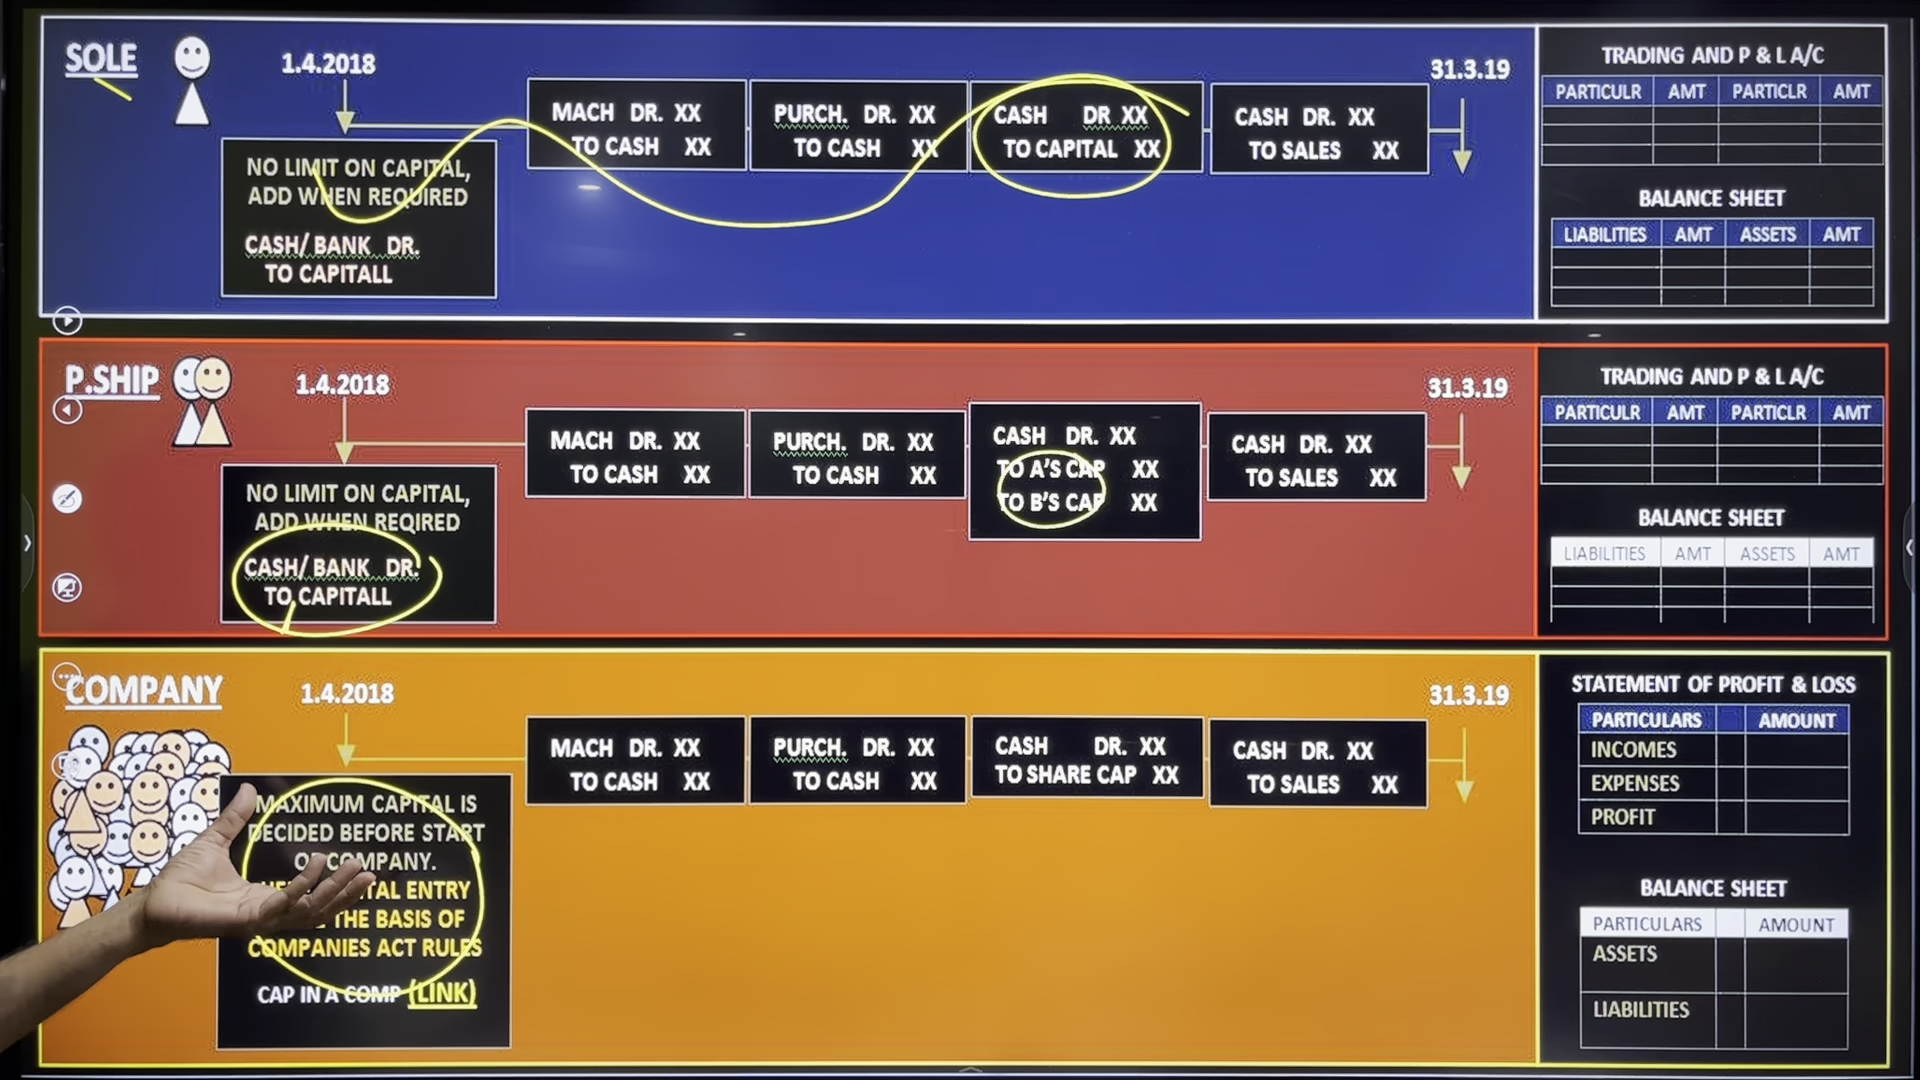 SOLE
1.4.2018
31.3.19
NO LIMIT ON CAPITAL,
ADD WHEN REQUIRED
CASH/ BANK DR.
TO CAPITALL
MACH DR. XX
TO CASH XX
PURCH. DR. XX
TO CASH XX
CASH DR XX
TO CAPITAL XX
CASH DR. XX
TO SALES XX
TRADING AND P & L A/C
PARTICULR AMT PARTICLR AMT
BALANCE SHEET
LIABILITIES AMT ASSETS AMT
P.SHIP
1.4.2018
31.3.19
NO LIMIT ON CAPITAL,
ADD WHEN REQIRED
CASH/ BANK DR.
TO CAPITALL
MACH DR. XX
TO CASH XX
PURCH. DR. XX
TO CASH XX
CASH DR. XX
TO A'S CAP XX
TO B'S CAP XX
CASH DR. XX
TO SALES XX
TRADING AND P & L A/C
PARTICULR AMT PARTICLR AMT
BALANCE SHEET
LIABILITIES AMT ASSETS AMT
COMPANY
1.4.2018
31.3.19
MAXIMUM CAPITAL IS
DECIDED BEFORE START
OF COMPANY.
ENTRY
THE BASIS OF
COMPANIES ACT RULES
CAP IN A COMP (LINK)
MACH DR. XX
TO CASH XX
PURCH. DR. XX
TO CASH XX
CASH DR. XX
TO SHARE CAP XX
CASH DR. XX
TO SALES XX
STATEMENT OF PROFIT & LOSS
PARTICULARS AMOUNT
INCOMES
EXPENSES
PROFIT
BALANCE SHEET
PARTICULARS AMOUNT
ASSETS
LIABILITIES